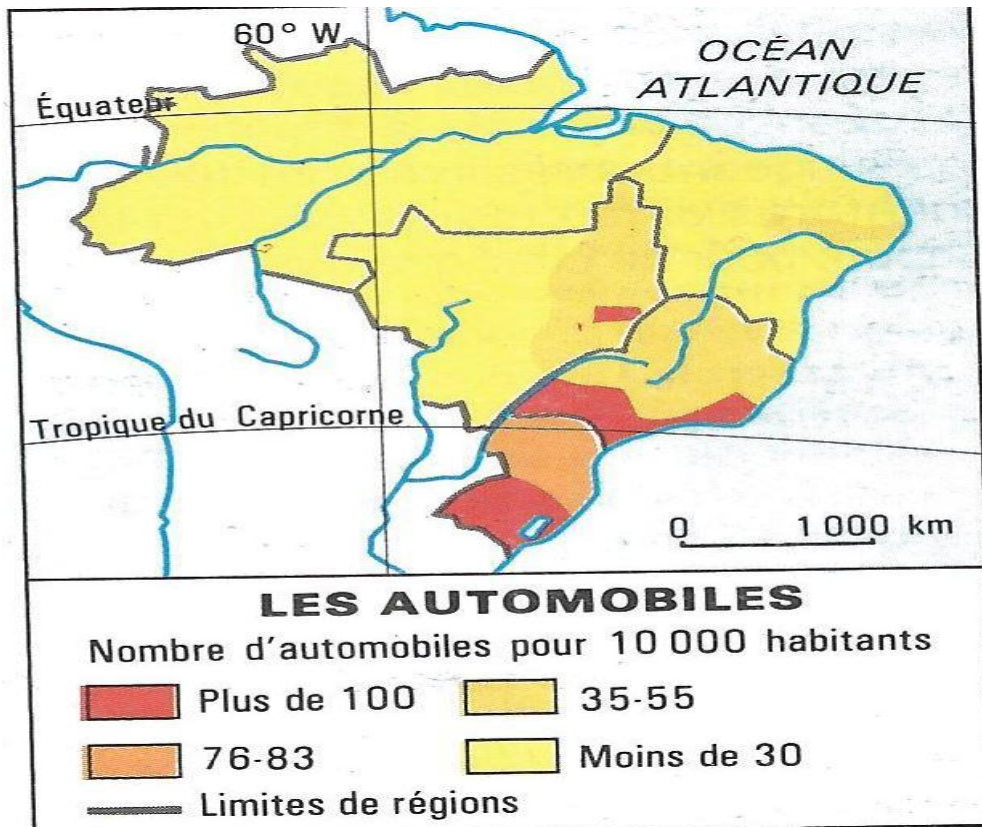 60° W
OCÉAN
ATLANTIQUE
Équateur
Tropique du Capricorne
0 1 000 km
LES AUTOMOBILES
Nombre d'automobiles pour 10 000 habitants
Plus de 100
35-55
76-83
Moins de 30
Limites de régions